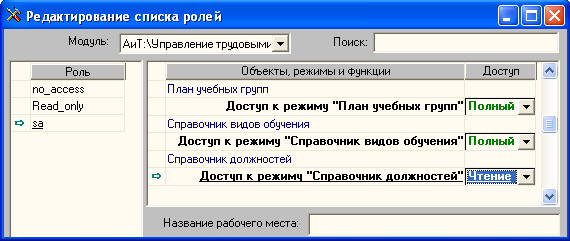 Редактирование списка ролей
Модуль: АиТ:\Управление трудовыми Поиск:
Роль
no_access
Read_only
sa
Объекты, режимы и функции Доступ
План учебных групп
Доступ к режиму "План учебных групп" Полный
Справочник видов обучения
Доступ к режиму "Справочник видов обучения" Полный
Справочник должностей
Доступ к режиму "Справочник должностей" Чтение
Название рабочего места: